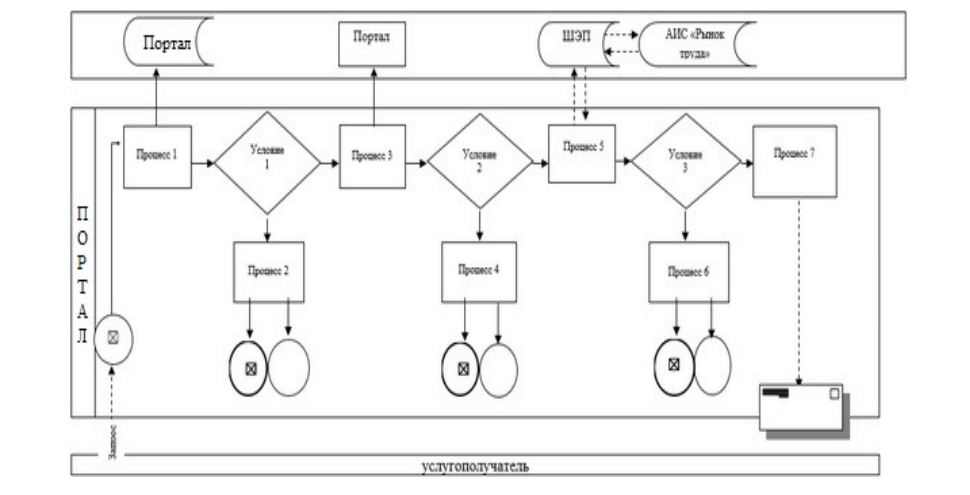 Портал
Портал
ШЭП
АИС «Рынок
труда»
Процесс 1
Условие
1
Процесс 3
Условие
2
Процесс 5
Условие
3
Процесс 7
ПОРТАЛ
Процесс 2
Процесс 4
Процесс 6
Запрос
услугополучатель